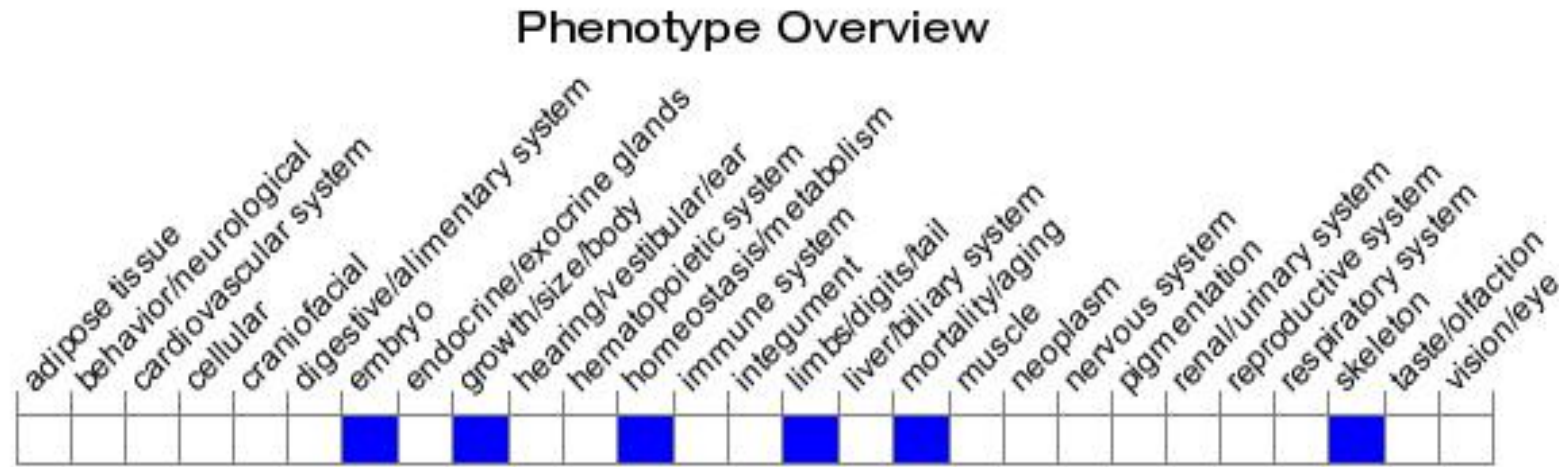 Phenotype Overview
adipose tissue
behavior/neurological
cardiovascular system
cellular
craniofacial
digestive/alimentary system
embryo
endocrine/exocrine glands
growth/size/body
hearing/vestibular/ear
hematopoietic system
homeostasis/metabolism
immune system
integument
limbs/digits/tail
liver/biliary system
mortality/aging
muscle
neoplasm
nervous system
pigmentation
renal/urinary system
reproductive system
respiratory system
skeleton
taste/olfaction
vision/eye